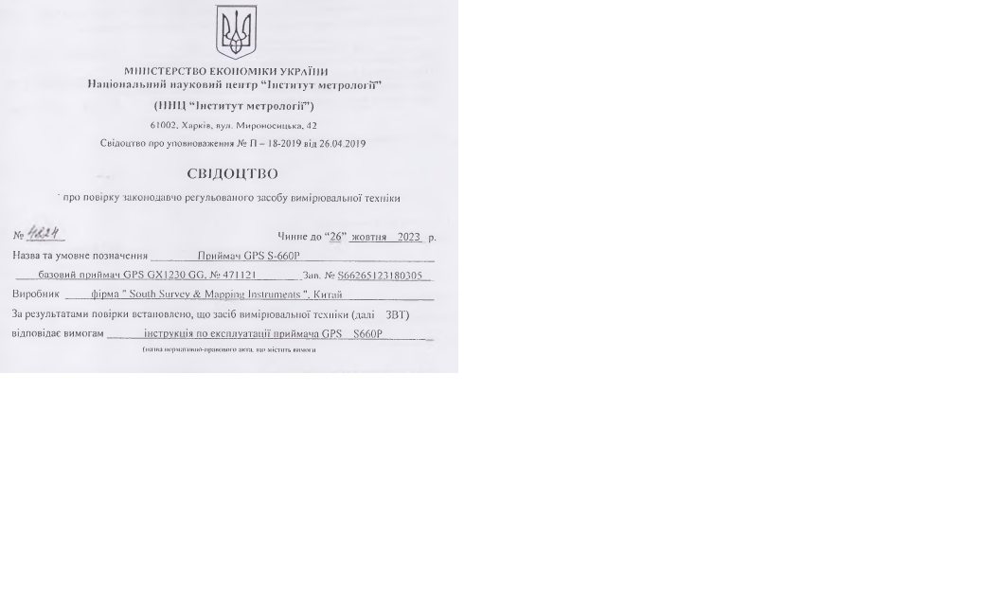 МІНІСТЕРСТВО ЕКОНОМІКИ УКРАЇНИ
Національний науковий центр “Інститут метрології”
(ННЦ “Інститут метрології”)
61002, Харків, вул. Мироносицька, 42
Свідоцтво про уповноваження № П – 18-2019 від 26.04.2019
СВІДОЦТВО
про повірку законодавчо регульованого засобу вимірювальної техніки
№ 4824 Чинне до “26” жовтня 2023 р.
Назва та умовне позначення Приймач GPS S-660P
базовий приймач GPS GX1230 GG, № 471121 Зав. № S66265123180305
Виробник фірма " South Survey & Mapping Instruments ", Китай
За результатами повірки встановлено, що засіб вимірювальної техніки (далі ЗВТ)
відповідає вимогам інструкція по експлуатації приймача GPS S660P
(назва нормативно-правового акта, що містить вимоги